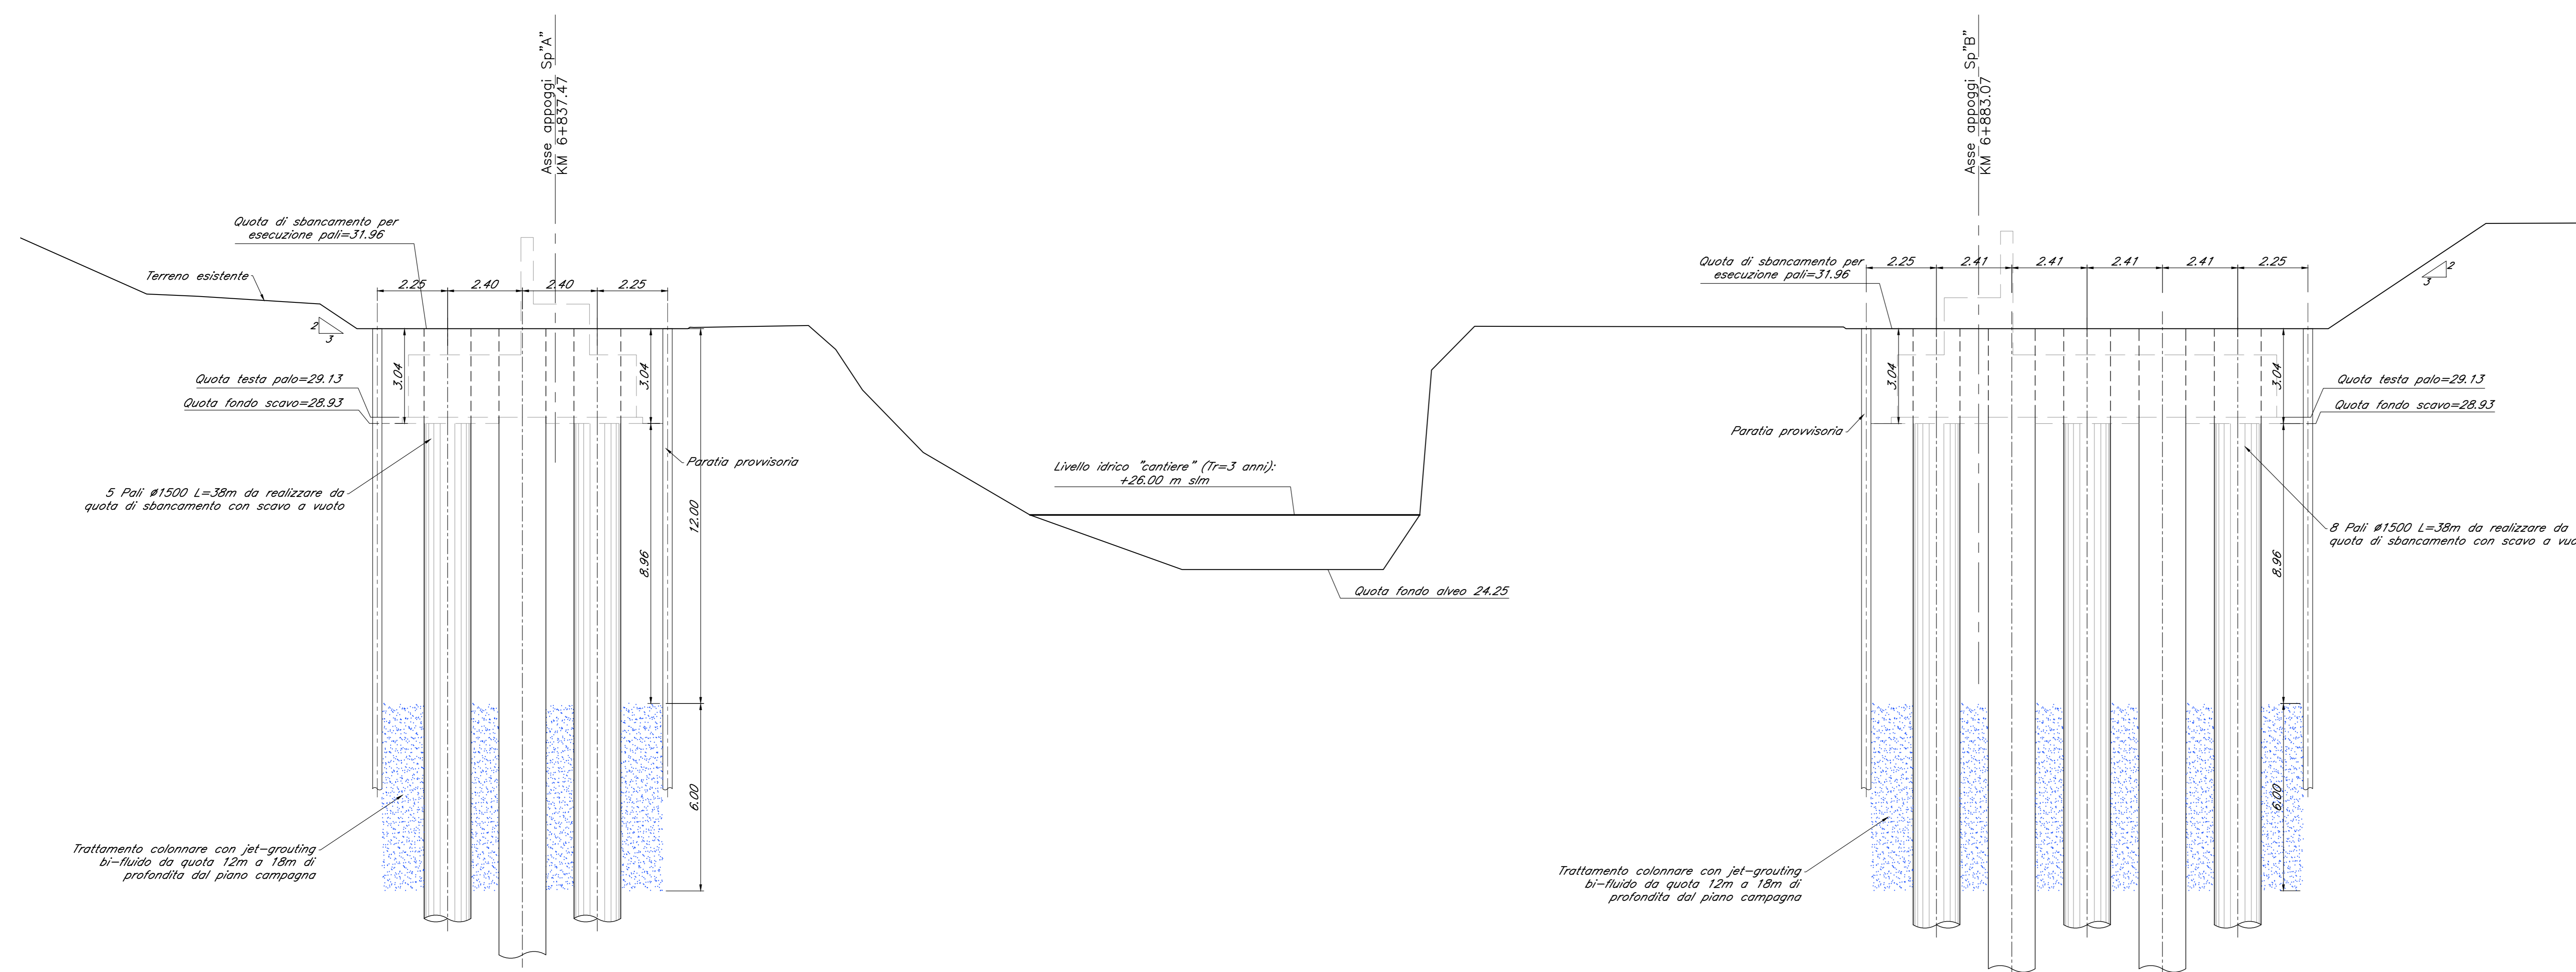 Asse appoggi Sp"A"
KM 6+837.47
Quota di sbancamento per
esecuzione pali=31.96
Terreno esistente
2
3
2.25
2.40
2.40
2.25
3.04
3.04
Quota testa palo=29.13
Quota fondo scavo=28.93
Paratia provvisoria
5 Pali ø1500 L=38m da realizzare da
quota di sbancamento con scavo a vuoto
12.00
8.96
6.00
Trattamento colonnare con jet-grouting
bi-fluido da quota 12m a 18m di
profondita dal piano campagna
Livello idrico "cantiere" (Tr=3 anni):
+26.00 m slm
Quota fondo alveo 24.25
Asse appoggi Sp"B"
KM 6+883.07
Quota di sbancamento per
esecuzione pali=31.96
2.25
2.41
2.41
2.41
2.41
2.25
2
3
3.04
3.04
Quota testa palo=29.13
Quota fondo scavo=28.93
Paratia provvisoria
8 Pali ø1500 L=38m da realizzare da
quota di sbancamento con scavo a
8.96
6.00
Trattamento colonnare con jet-grouting
bi-fluido da quota 12m a 18m di
profondita dal piano campagna